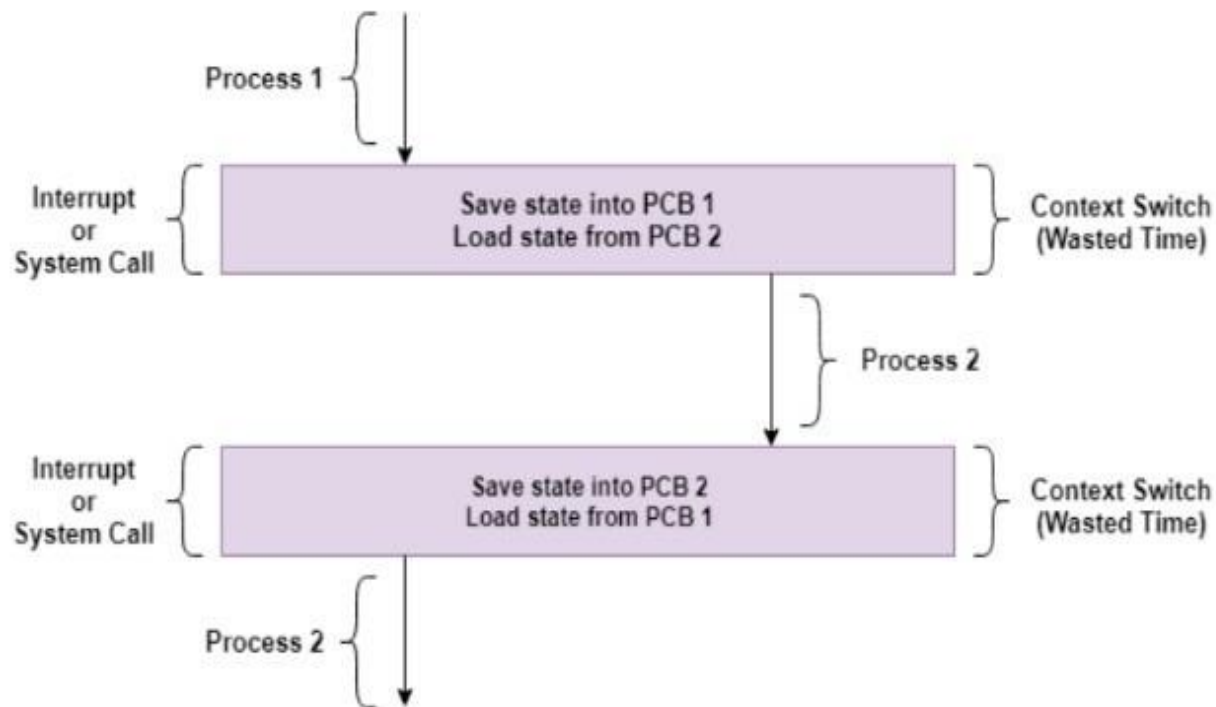 Process 1
Interrupt
or
System Call
Save state into PCB 1
Load state from PCB 2
Context Switch
(Wasted Time)
Process 2
Interrupt
or
System Call
Save state into PCB 2
Load state from PCB 1
Context Switch
(Wasted Time)
Process 2